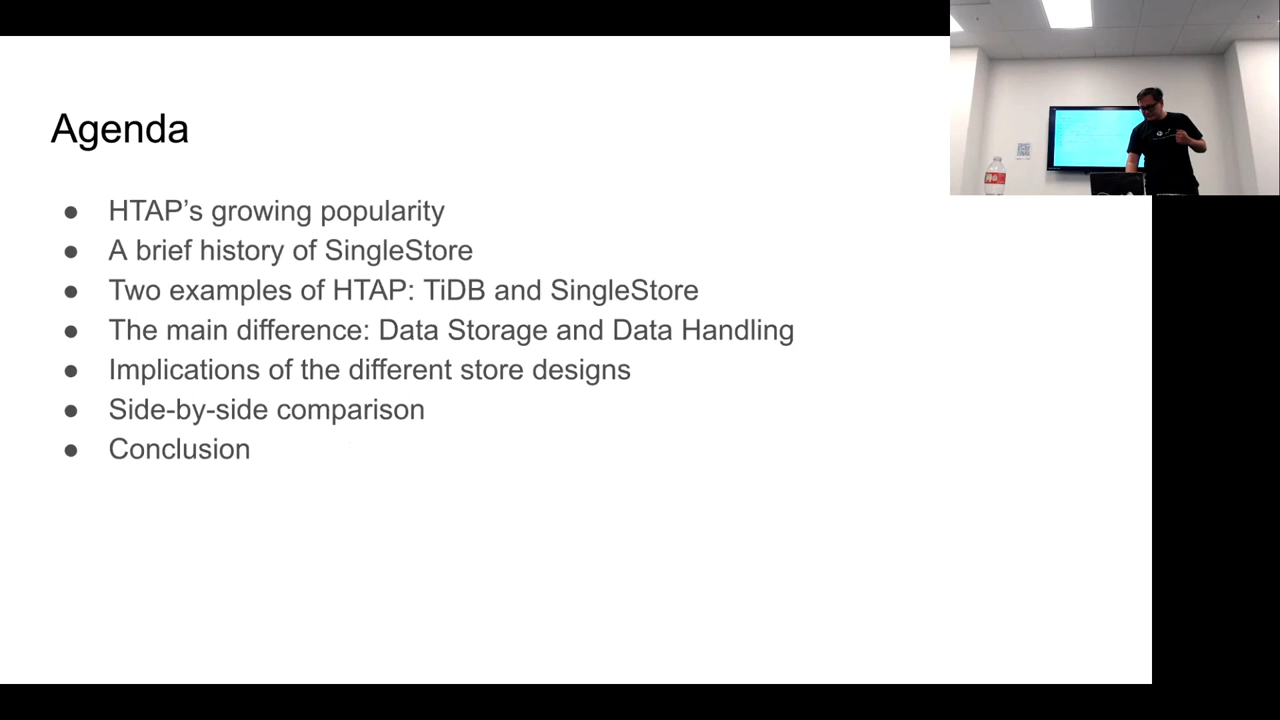 Agenda
● HTAP’s growing popularity
● A brief history of SingleStore
● Two examples of HTAP: TiDB and SingleStore
● The main difference: Data Storage and Data Handling
● Implications of the different store designs
● Side-by-side comparison
● Conclusion